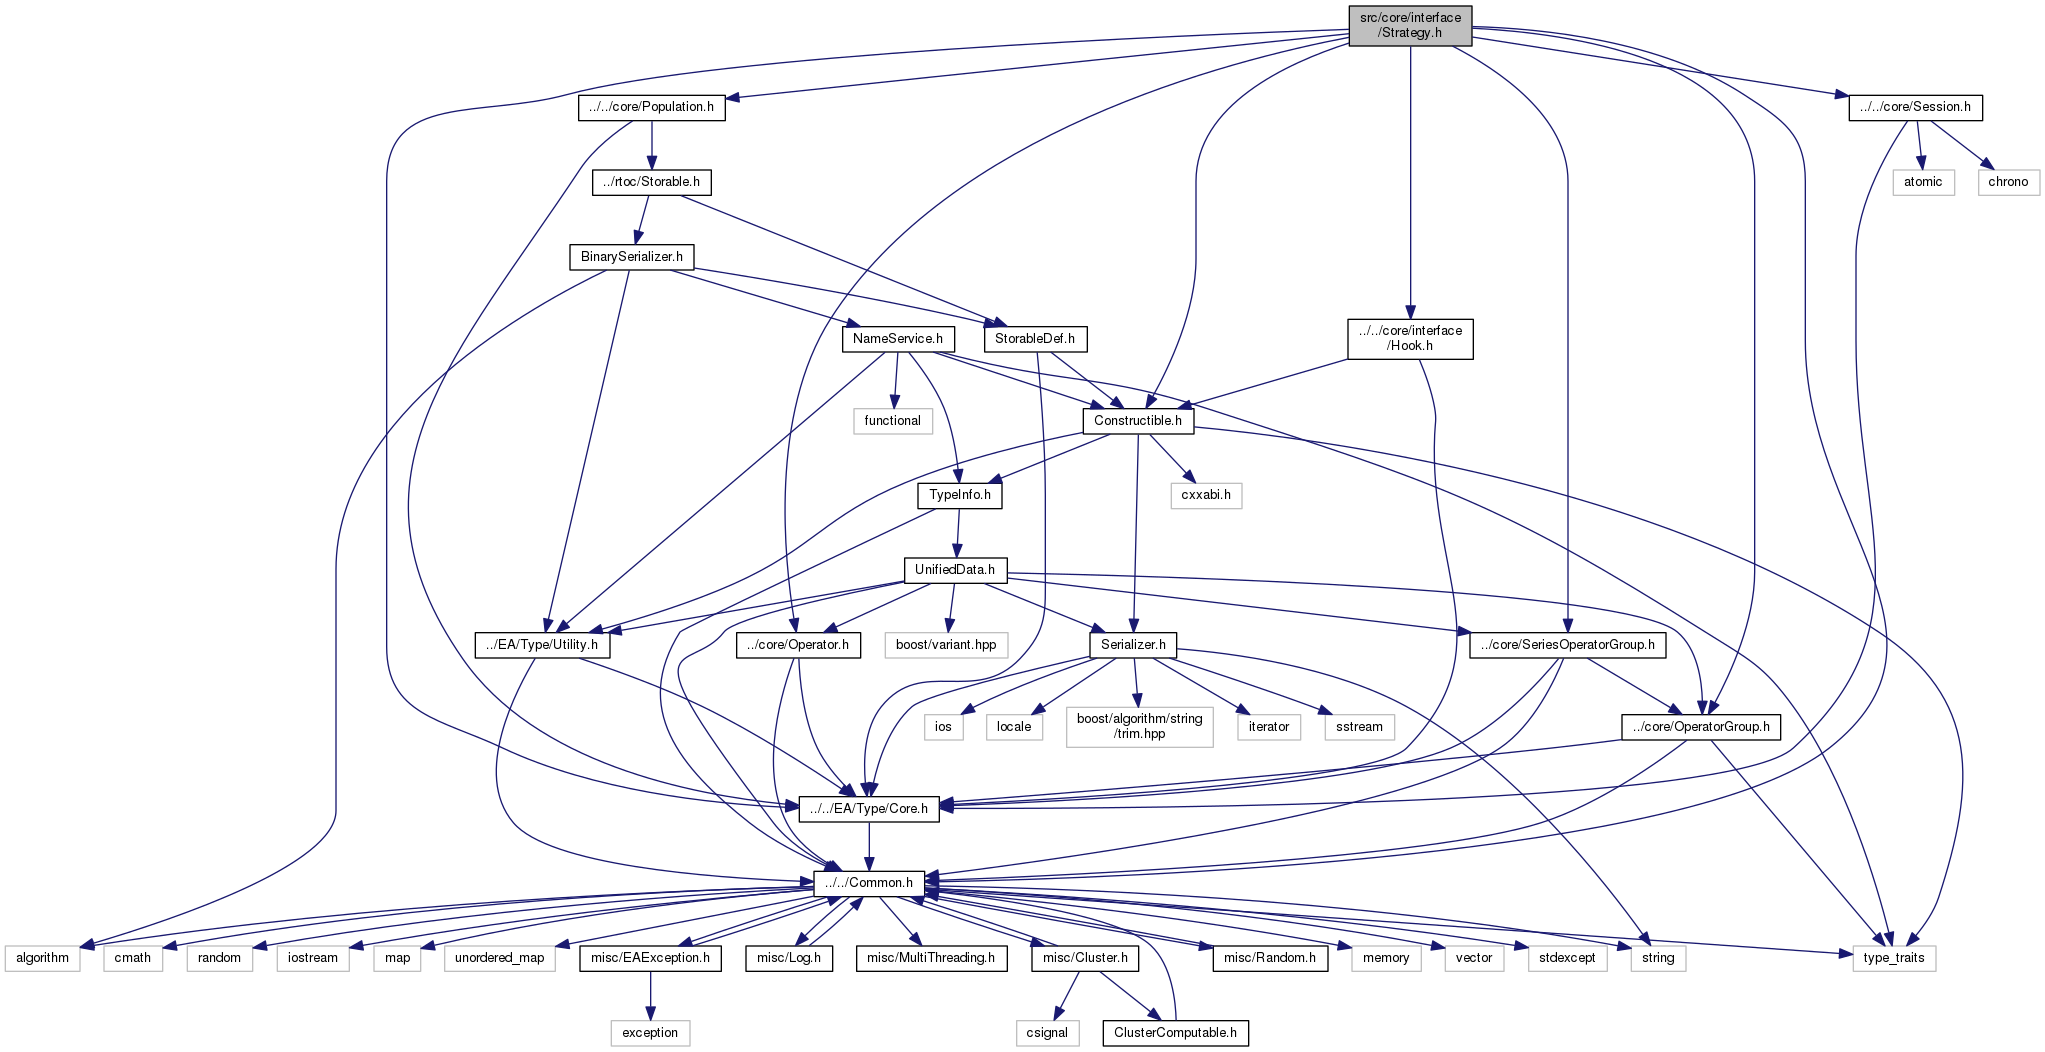 src/core/interface
/Strategy.h
../../core/Population.h
../../core/Session.h
../rtoc/Storable.h
atomic
chrono
BinarySerializer.h
NameService.h
StorableDef.h
../../core/interface
/Hook.h
functional
Constructible.h
TypeInfo.h
cxxabi.h
UnifiedData.h
../EA/Type/Utility.h
../core/Operator.h
boost/variant.hpp
Serializer.h
../core/SeriesOperatorGroup.h
ios
locale
boost/algorithm/string
/trim.hpp
iterator
sstream
../core/OperatorGroup.h
../../EA/Type/Core.h
../../Common.h
algorithm
cmath
random
iostream
map
unordered_map
misc/EAException.h
misc/Log.h
misc/MultiThreading.h
misc/Cluster.h
misc/Random.h
memory
vector
stdexcept
string
type_traits
exception
csignal
ClusterComputable.h